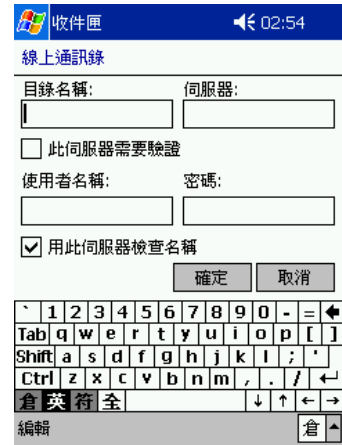 收件匣 02:54
線上通訊錄
目錄名稱: 伺服器:
此伺服器需要驗證
使用者名稱: 密碼:
用此伺服器檢查名稱
確定 取消
` 1 2 3 4 5 6 7 8 9 0 - = ←
Tab q w e r t y u i o p [ ]
Shift a s d f g h j k l ; '
Ctrl z x c v b n m , . / ↵
倉 英 符 全 ↓ ↑ ← →
編輯 倉